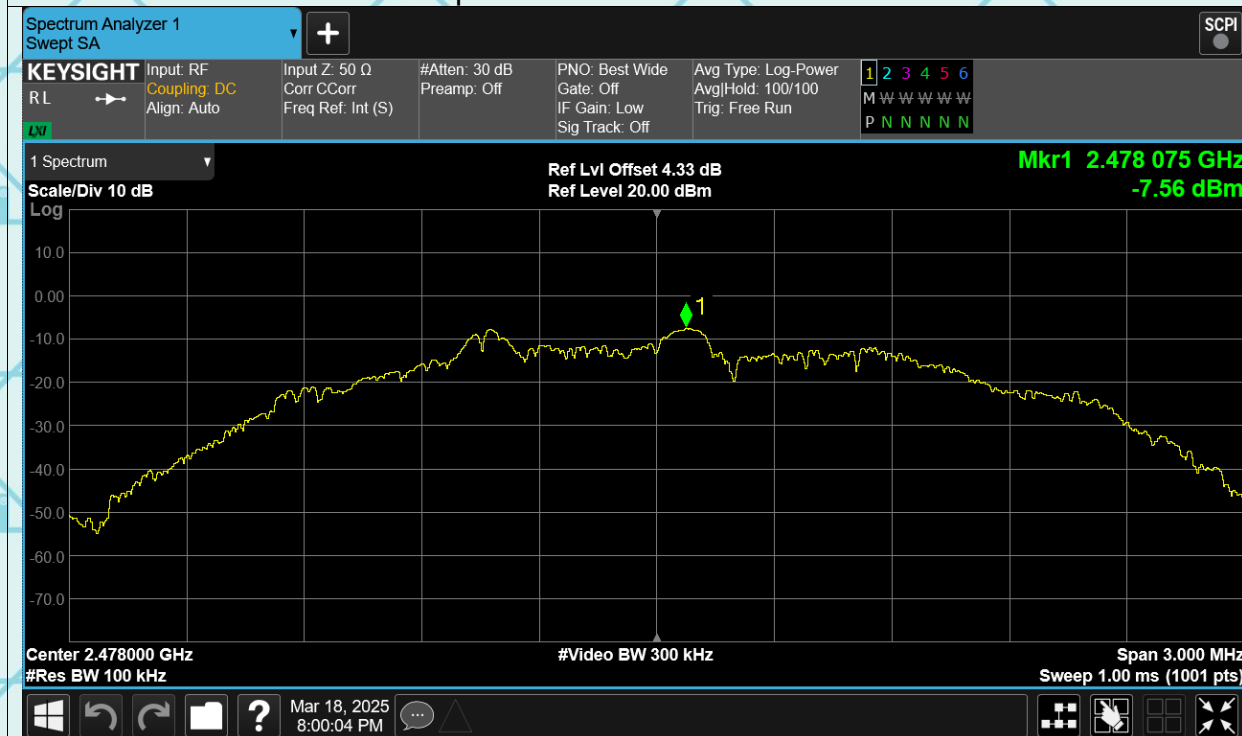 Spectrum Analyzer 1
Swept SA
+
SCPI
KEYSIGHT
RL
LXI
Input: RF
Coupling: DC
Align: Auto
Input Z: 50 Ω
Corr CCorr
Freq Ref: Int (S)
#Atten: 30 dB
Preamp: Off
PNO: Best Wide
Gate: Off
IF Gain: Low
Sig Track: Off
Avg Type: Log-Power
Avg|Hold: 100/100
Trig: Free Run
1 2 3 4 5 6
M W W W W W W
P N N N N N N
1 Spectrum
Scale/Div 10 dB
Log
Ref Lvl Offset 4.33 dB
Ref Level 20.00 dBm
Mkr1 2.478 075 GHz
-7.56 dBm
10.0
0.00
-10.0
-20.0
-30.0
-40.0
-50.0
-60.0
-70.0
1
Center 2.478000 GHz
#Res BW 100 kHz
#Video BW 300 kHz
Span 3.000 MHz
Sweep 1.00 ms (1001 pts)
?
Mar 18, 2025
8:00:04 PM